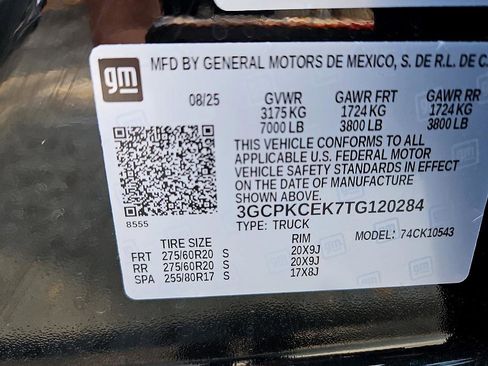 gm
MFD BY GENERAL MOTORS DE MEXICO, S. DE R.L. DE C.
08/25 GVWR GAWR FRT GAWR RR
3175 KG 1724 KG 1724 KG
7000 LB 3800 LB 3800 LB
THIS VEHICLE CONFORMS TO ALL
APPLICABLE U.S. FEDERAL MOTOR
VEHICLE SAFETY STANDARDS IN EFFECT
ON THE DATE OF MANUFACTURE
SHOWN ABOVE.
3GCPKCEK7TG120284
8555
TYPE: TRUCK MODEL: 74CK10543
TIRE SIZE RIM
FRT 275/60R20 S 20X9J
RR 275/60R20 S 20X9J
SPA 255/80R17 S 17X8J